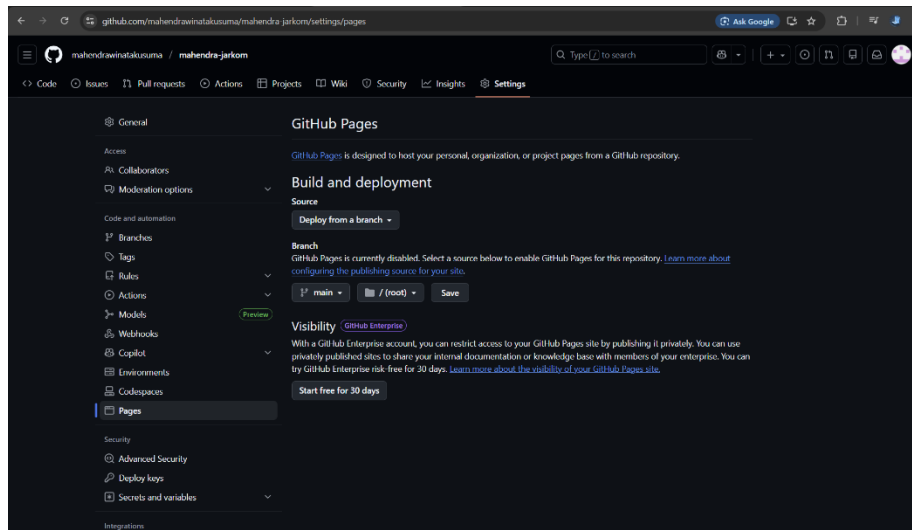 github.com/mahendrawinatakusuma/mahendra-jarkom/settings/pages
Ask Google
mahendrawinatakusuma / mahendra-jarkom
Type / to search
Code Issues Pull requests Actions Projects Wiki Security Insights Settings
General
Access
Collaborators
Moderation options
Code and automation
Branches
Tags
Rules
Actions
Models Preview
Webhooks
Copilot
Environments
Codespaces
Pages
Security
Advanced Security
Deploy keys
Secrets and variables
Integrations
GitHub Pages
GitHub Pages is designed to host your personal, organization, or project pages from a GitHub repository.
Build and deployment
Source
Deploy from a branch
Branch
GitHub Pages is currently disabled. Select a source below to enable GitHub Pages for this repository. Learn more about
configuring the publishing source for your site.
main / (root) Save
Visibility GitHub Enterprise
With a GitHub Enterprise account, you can restrict access to your GitHub Pages site by publishing it privately. You can use
privately published sites to share your internal documentation or knowledge base with members of your enterprise. You can
try GitHub Enterprise risk-free for 30 days. Learn more about the visibility of your GitHub Pages site.
Start free for 30 days